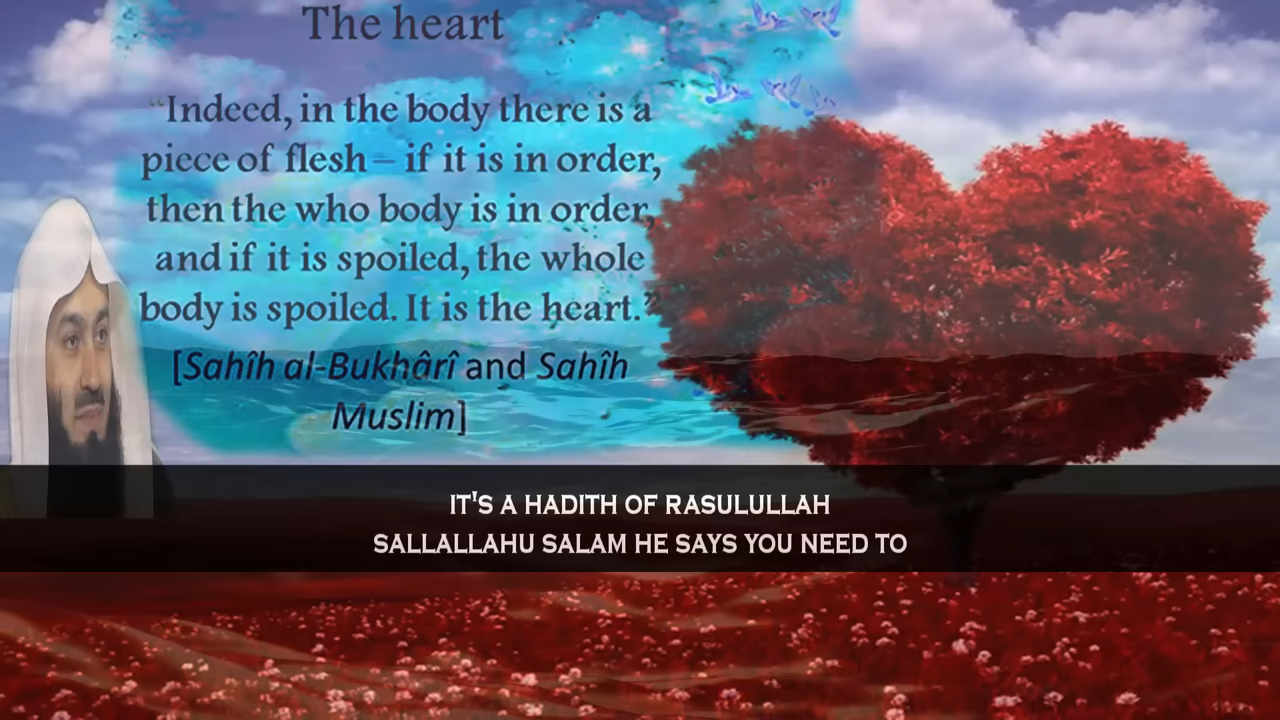 The heart
“Indeed, in the body there is a
piece of flesh – if it is in order,
then the who body is in order,
and if it is spoiled, the whole
body is spoiled. It is the heart.”
[Sahîh al-Bukhârî and Sahîh
Muslim]
IT'S A HADITH OF RASULULLAH
SALLALLAHU SALAM HE SAYS YOU NEED TO